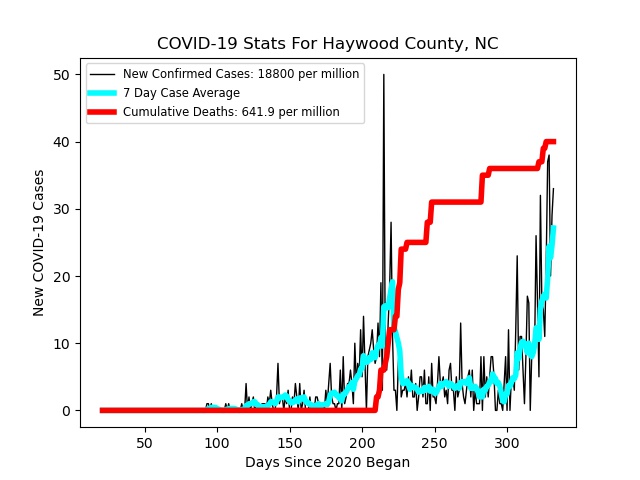 COVID-19 Stats For Haywood County, NC
New Confirmed Cases: 18800 per million
7 Day Case Average
Cumulative Deaths: 641.9 per million
New COVID-19 Cases
50
40
30
20
10
0
50 100 150 200 250 300
Days Since 2020 Began